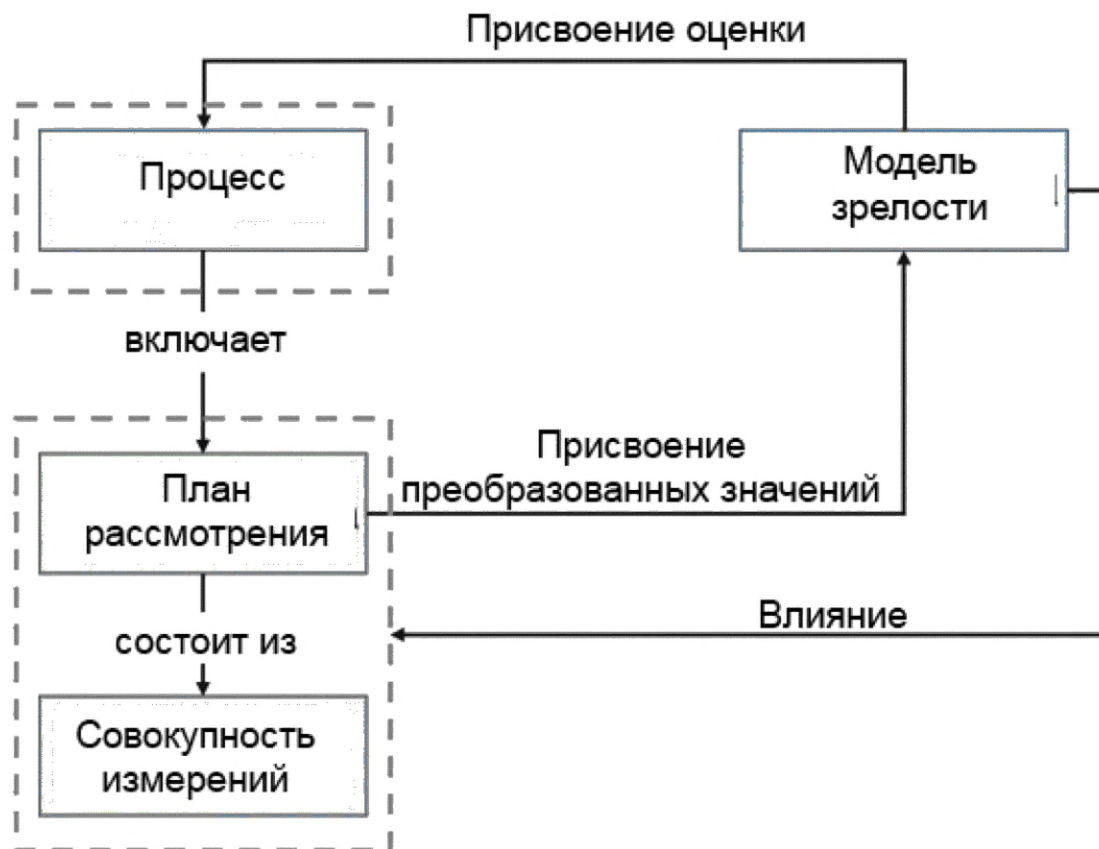 Присвоение оценки
Процесс
Модель
зрелости
включает
План
рассмотрения
Присвоение
преобразованных значений
Влияние
состоит из
Совокупность
измерений